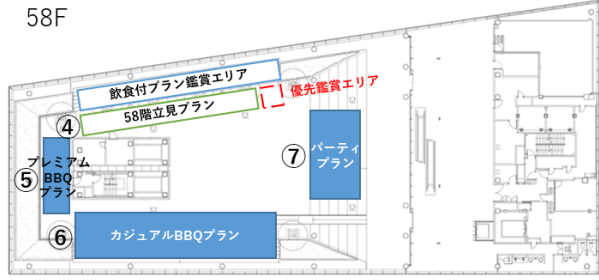 58F
飲食付プラン鑑賞エリア
優先鑑賞エリア
58階立見プラン
④
⑦
パーティ
プラン
⑤
プレミアム
BBQ
プラン
⑥
カジュアルBBQプラン